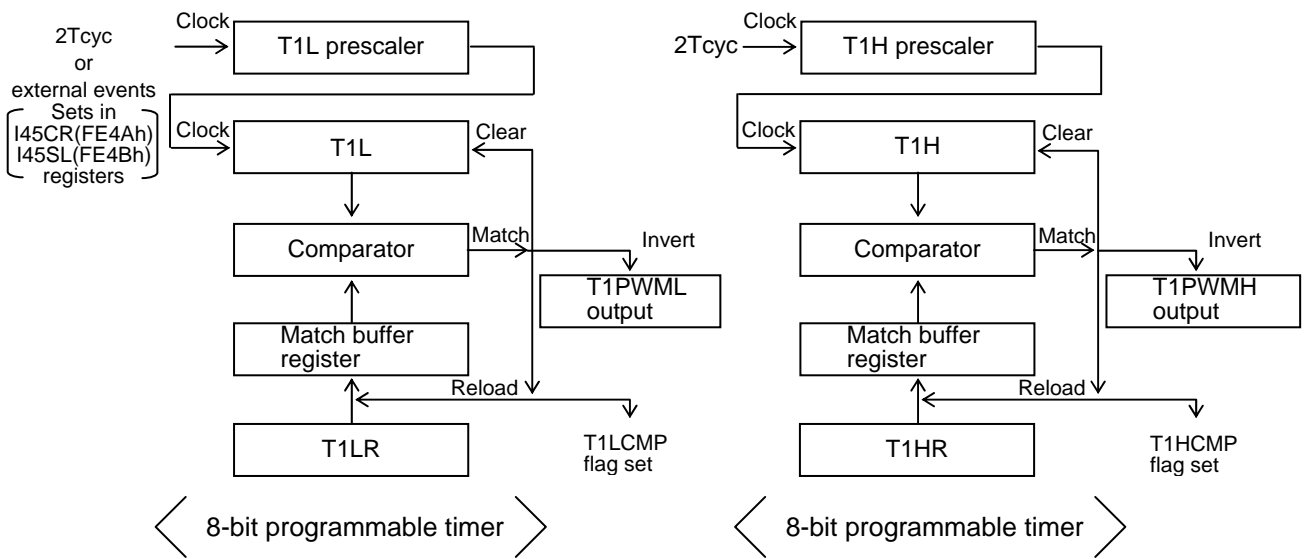 Clock
2Tcyc
or
external events
Sets in
I45CR(FE4Ah)
I45SL(FE4Bh)
registers
T1L prescaler
Clock
T1L
Clear
Comparator
Match
Invert
T1PWML
output
Match buffer
register
Reload
T1LR
T1LCMP
flag set
8-bit programmable timer
Clock
2Tcyc
T1H prescaler
Clock
T1H
Clear
Comparator
Match
Invert
T1PWMH
output
Match buffer
register
Reload
T1HR
T1HCMP
flag set
8-bit programmable timer